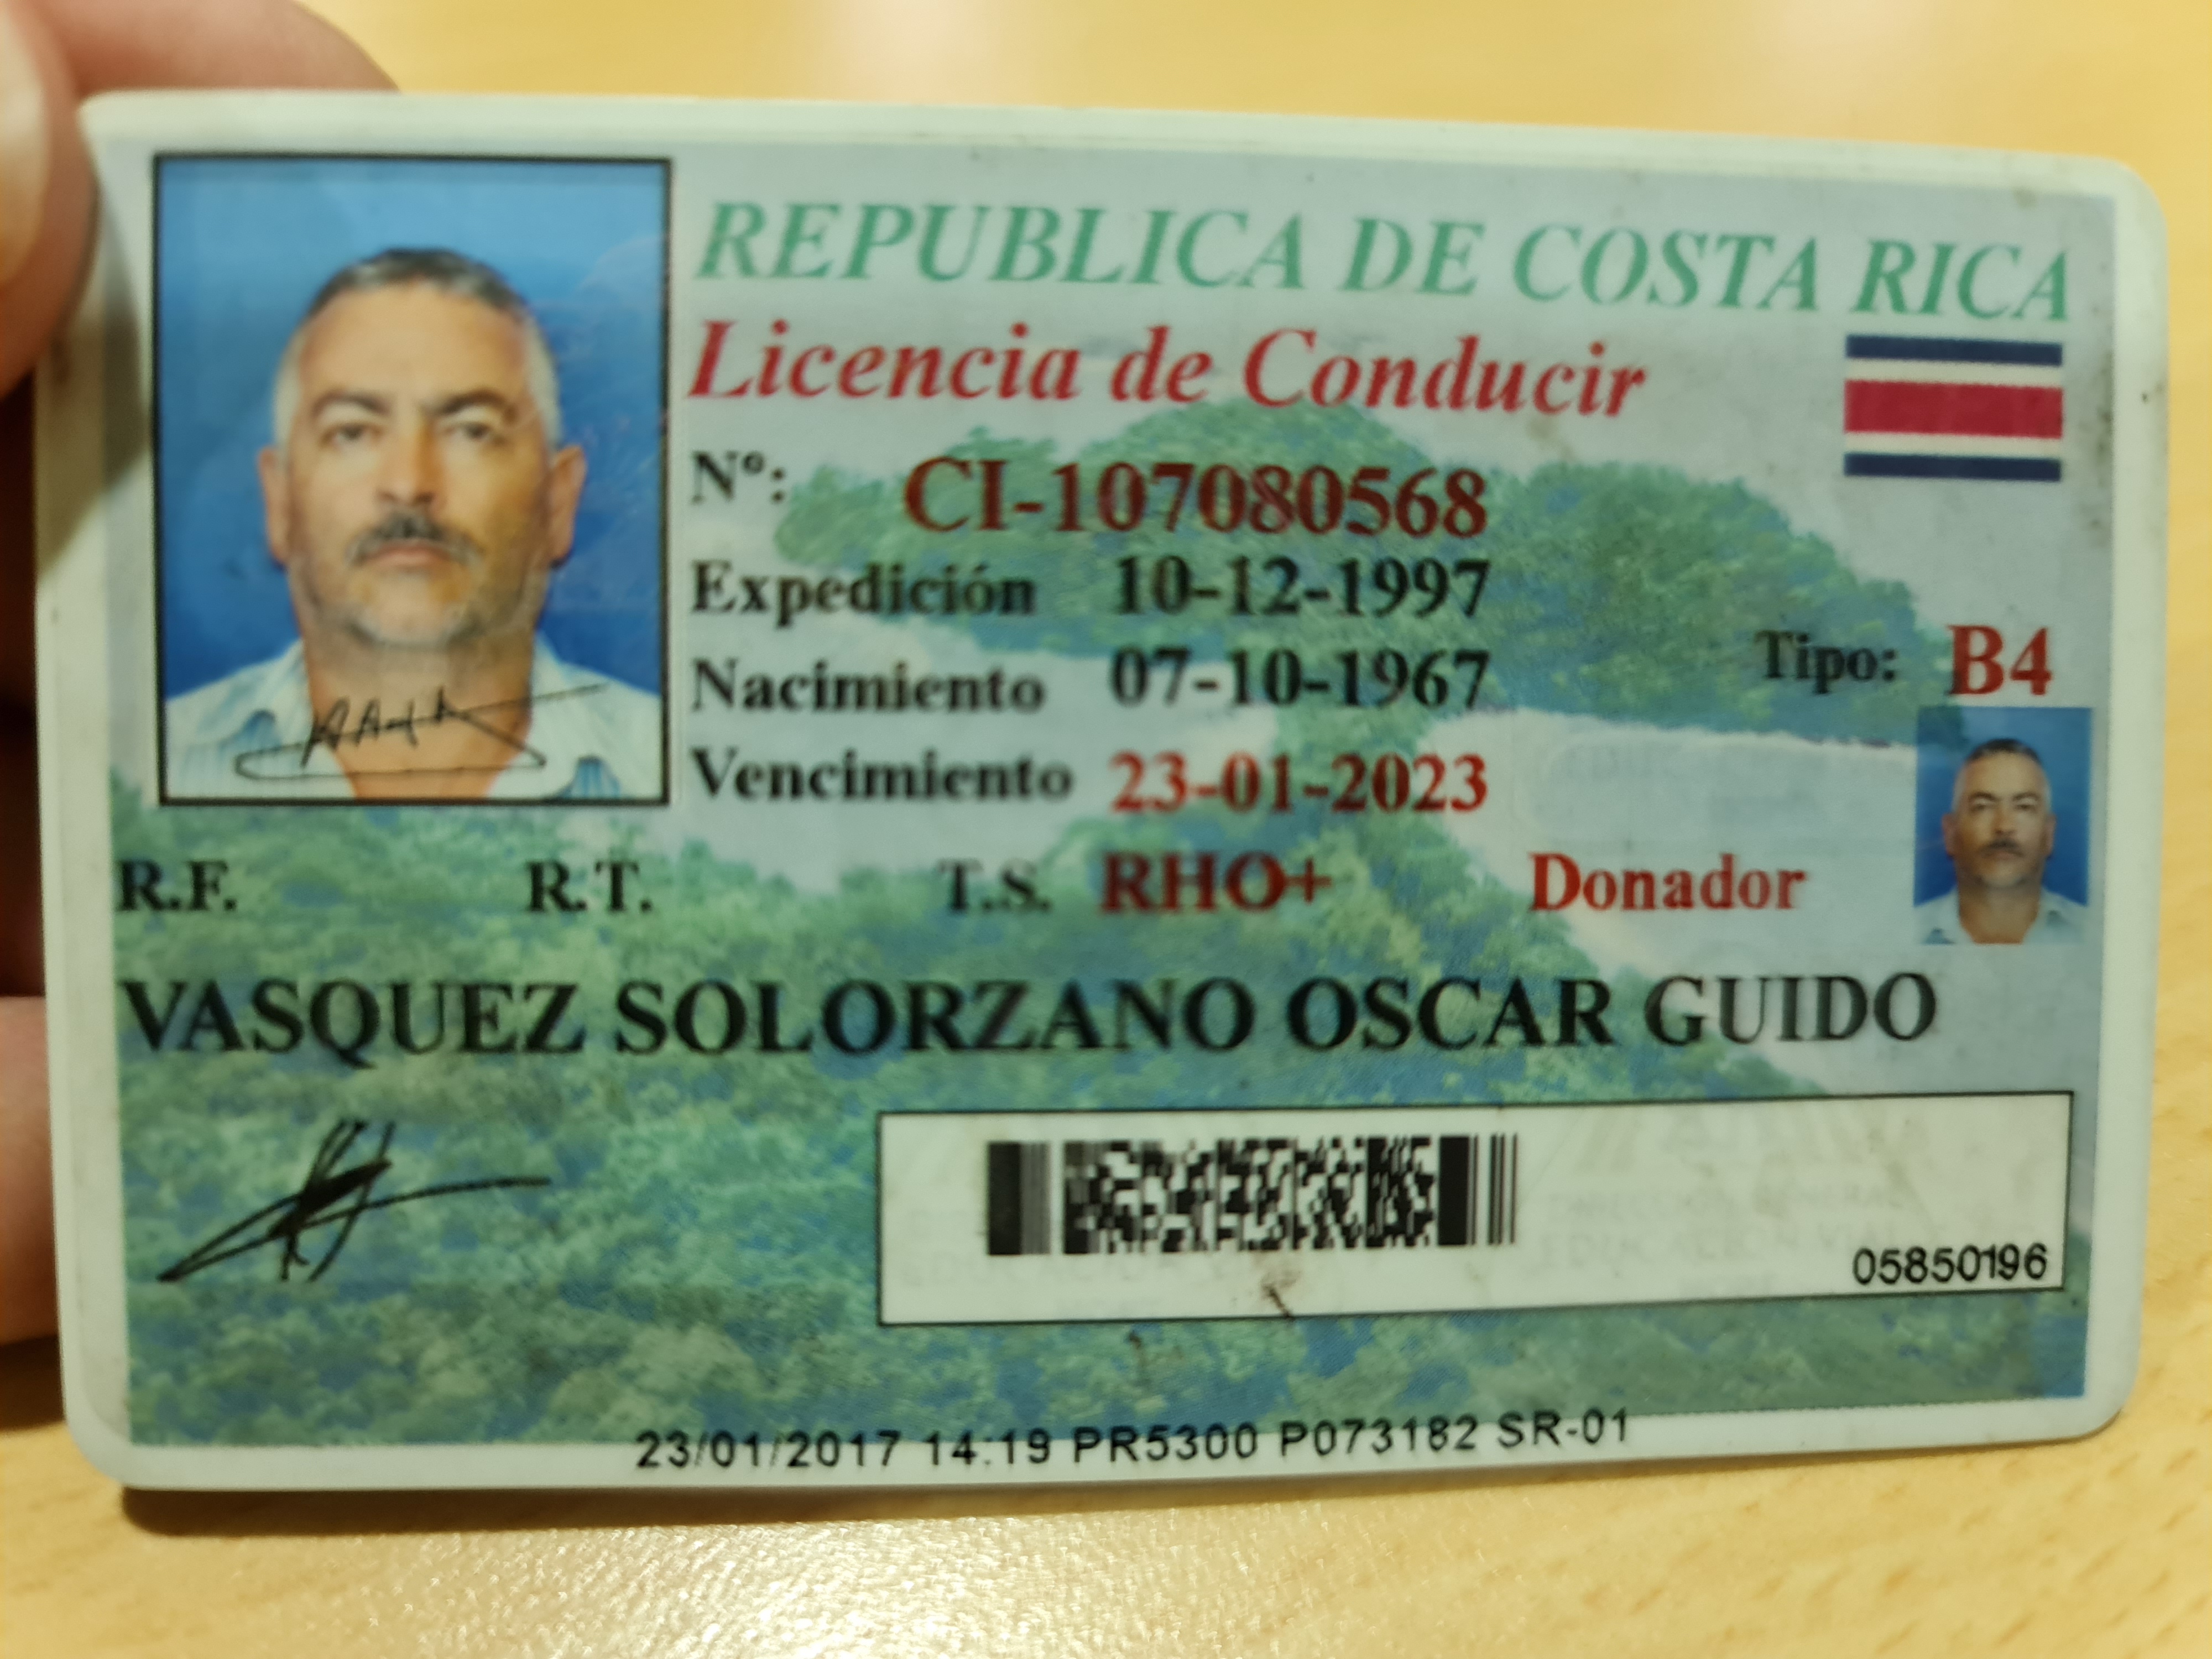 REPUBLICA DE COSTA RICA
Licencia de Conducir
Nº: CI-107080568
Expedición 10-12-1997
Nacimiento 07-10-1967
Tipo: B4
Vencimiento 23-01-2023
R.F. R.T. T.S. RHO+ Donador
VASQUEZ SOLORZANO OSCAR GUIDO
05850196
23/01/2017 14:19 PR5300 P073182 SR-01